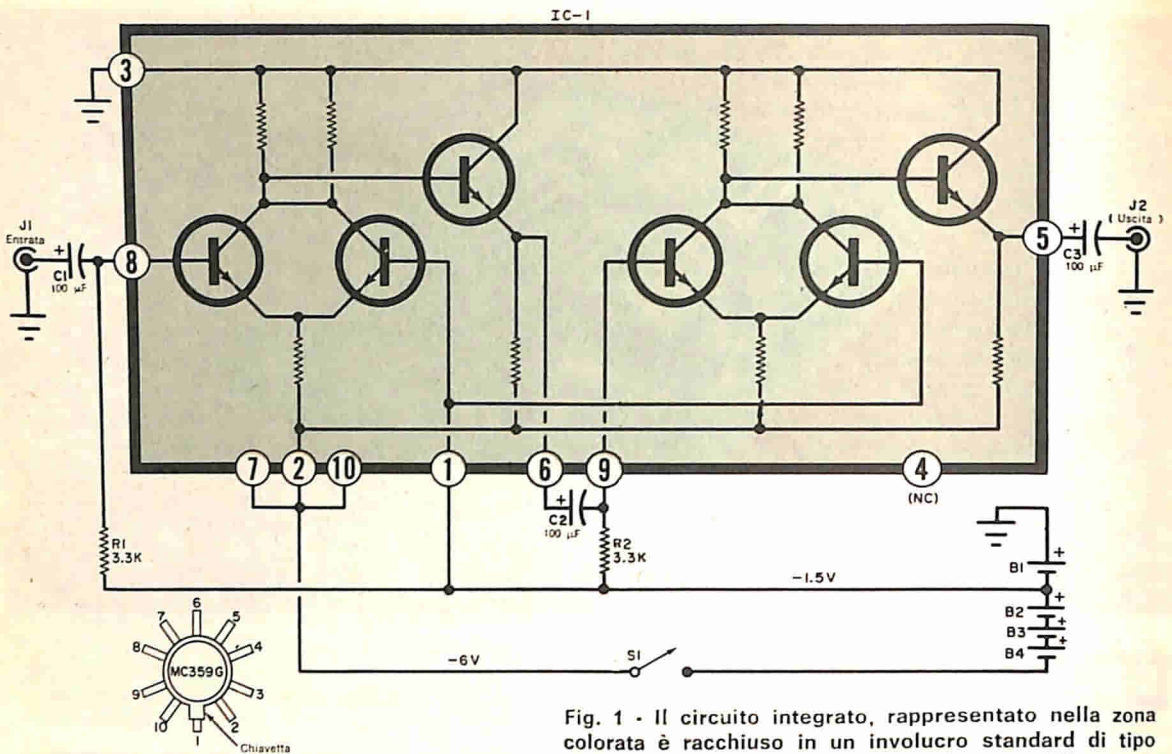 IC-1
3
J1
Entrata
+
C1
100 µF
8
5
+
C3
100 µF
J2
( Uscita )
7
2
10
1
6
9
4
(NC)
+
C2
100 µF
R1
3.3K
R2
3.3K
-1.5V
+
B1
+
B2
+
B3
+
B4
-6V
S1
6
7
5
8
4
MC359G
9
3
10
2
1
Chiavetta
Fig. 1 - Il circuito integrato, rappresentato nella zona
colorata è racchiuso in un involucro standard di tipo